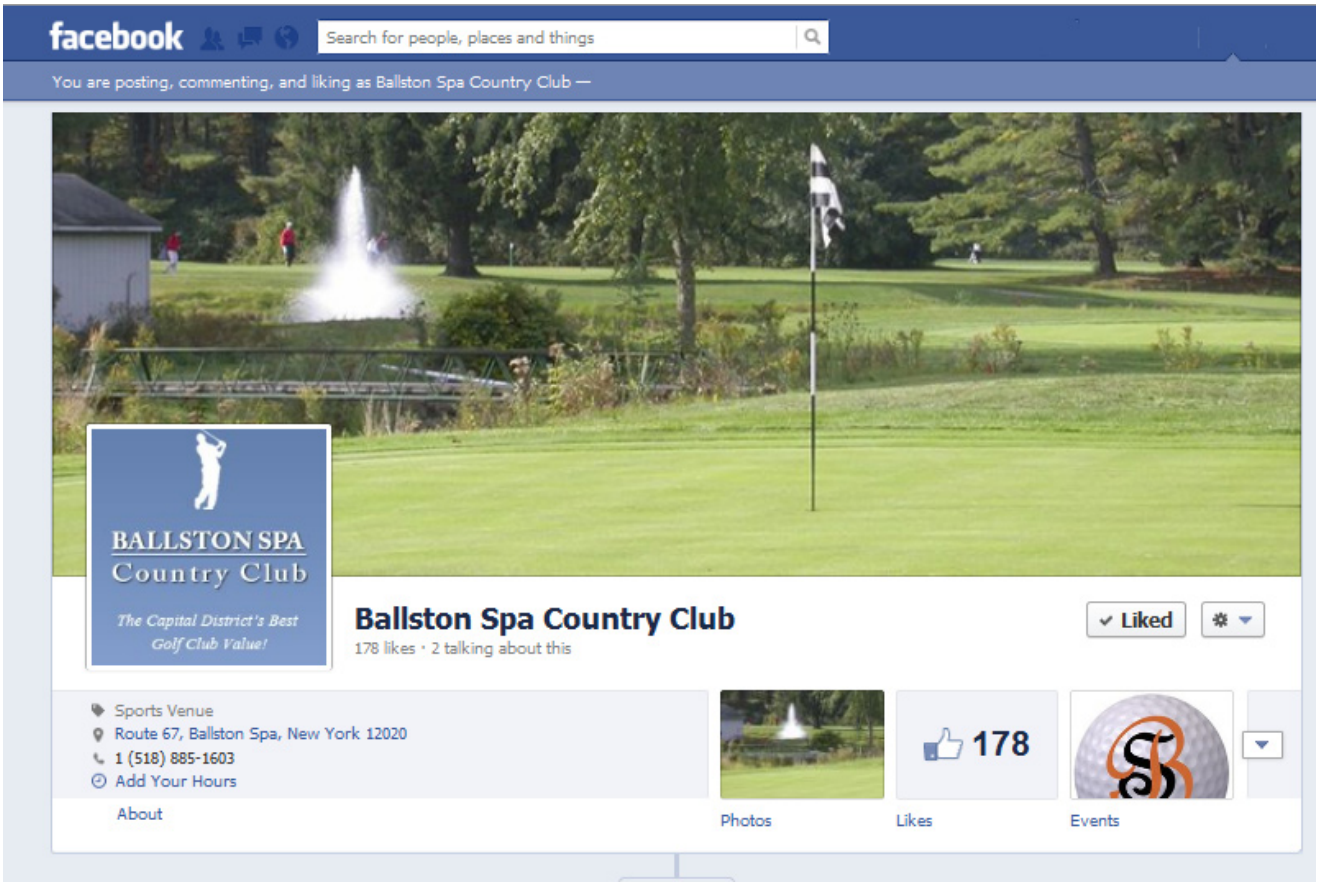 facebook
Search for people, places and things
You are posting, commenting, and liking as Ballston Spa Country Club —
BALLSTON SPA
Country Club
The Capital District's Best
Golf Club Value!
Ballston Spa Country Club
178 likes · 2 talking about this
Liked
Sports Venue
Route 67, Ballston Spa, New York 12020
1 (518) 885-1603
Add Your Hours
About
178
SB
Photos
Likes
Events